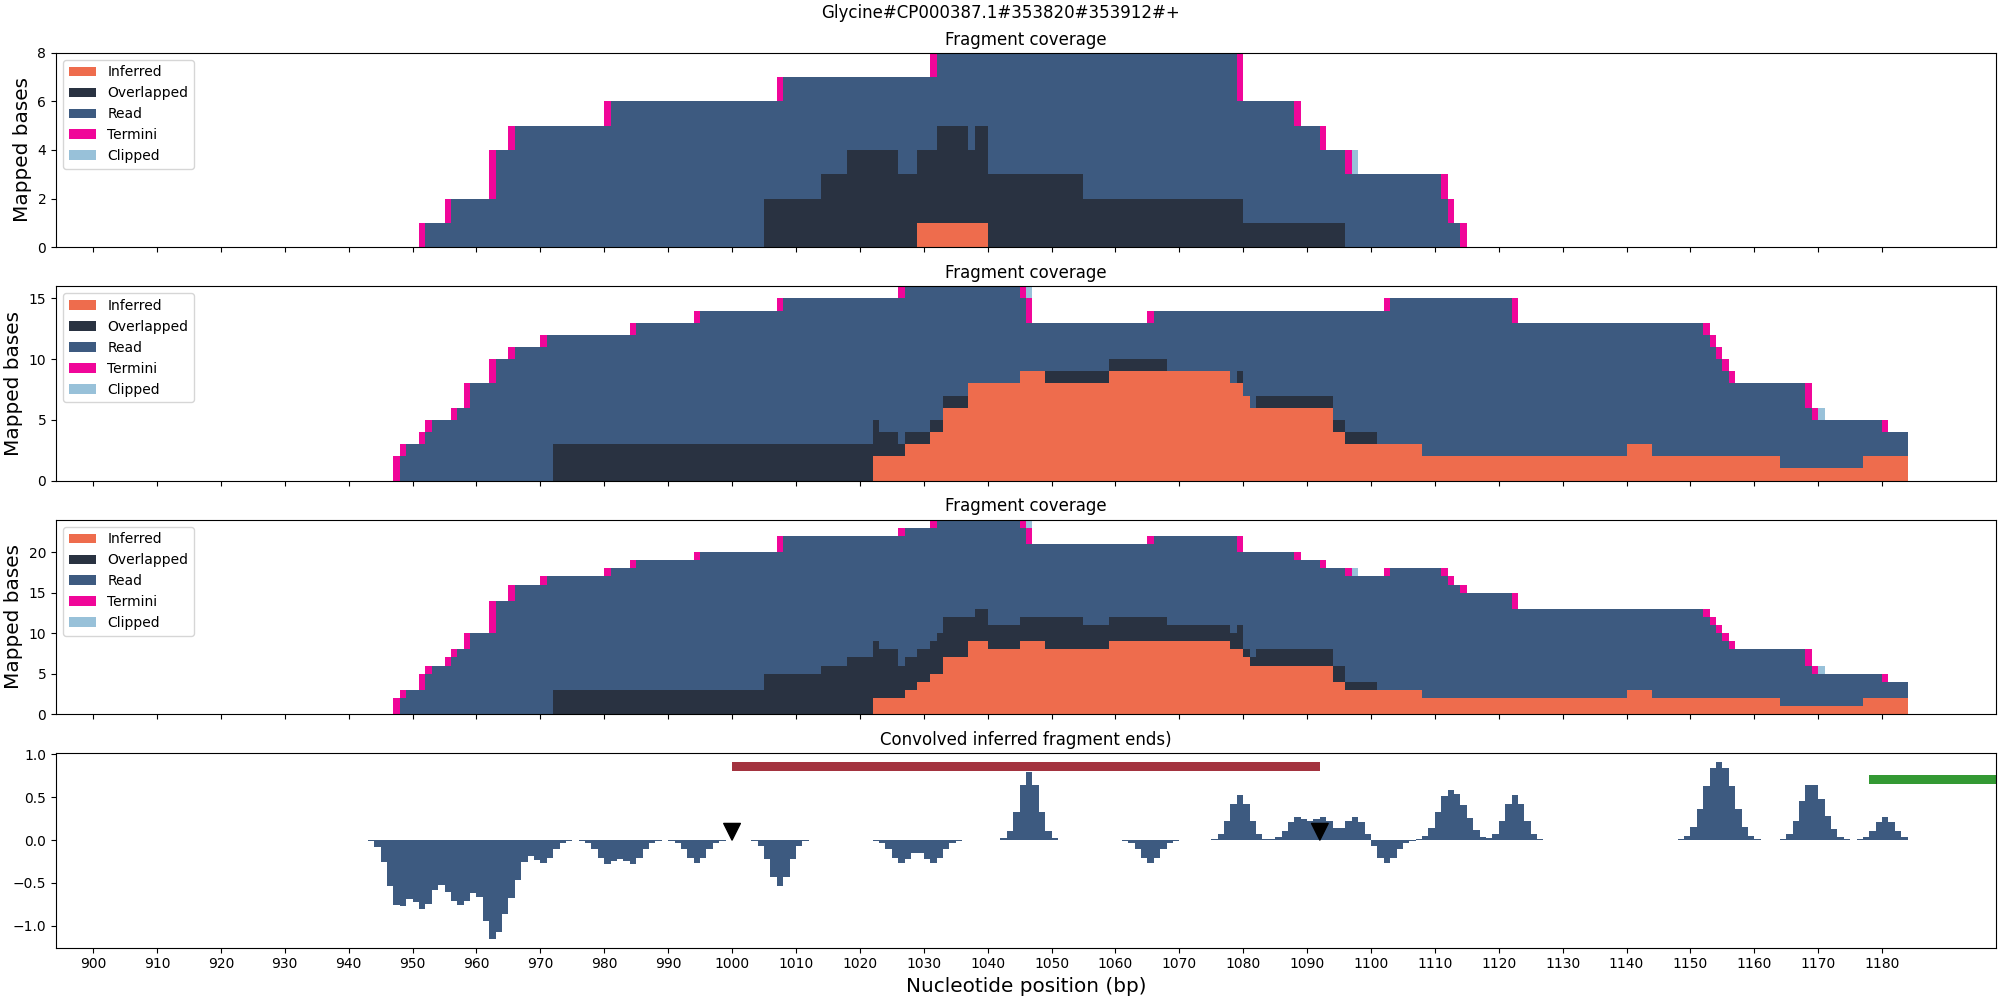 Glycine#CP000387.1#353820#353912#+
Fragment coverage
Mapped bases
8
6
4
2
0
Inferred
Overlapped
Read
Termini
Clipped
Fragment coverage
Mapped bases
15
10
5
0
Inferred
Overlapped
Read
Termini
Clipped
Fragment coverage
Mapped bases
20
15
10
5
0
Inferred
Overlapped
Read
Termini
Clipped
Convolved inferred fragment ends)
1.0
0.5
0.0
−0.5
−1.0
900 910 920 930 940 950 960 970 980 990 1000 1010 1020 1030 1040 1050 1060 1070 1080 1090 1100 1110 1120 1130 1140 1150 1160 1170 1180
Nucleotide position (bp)